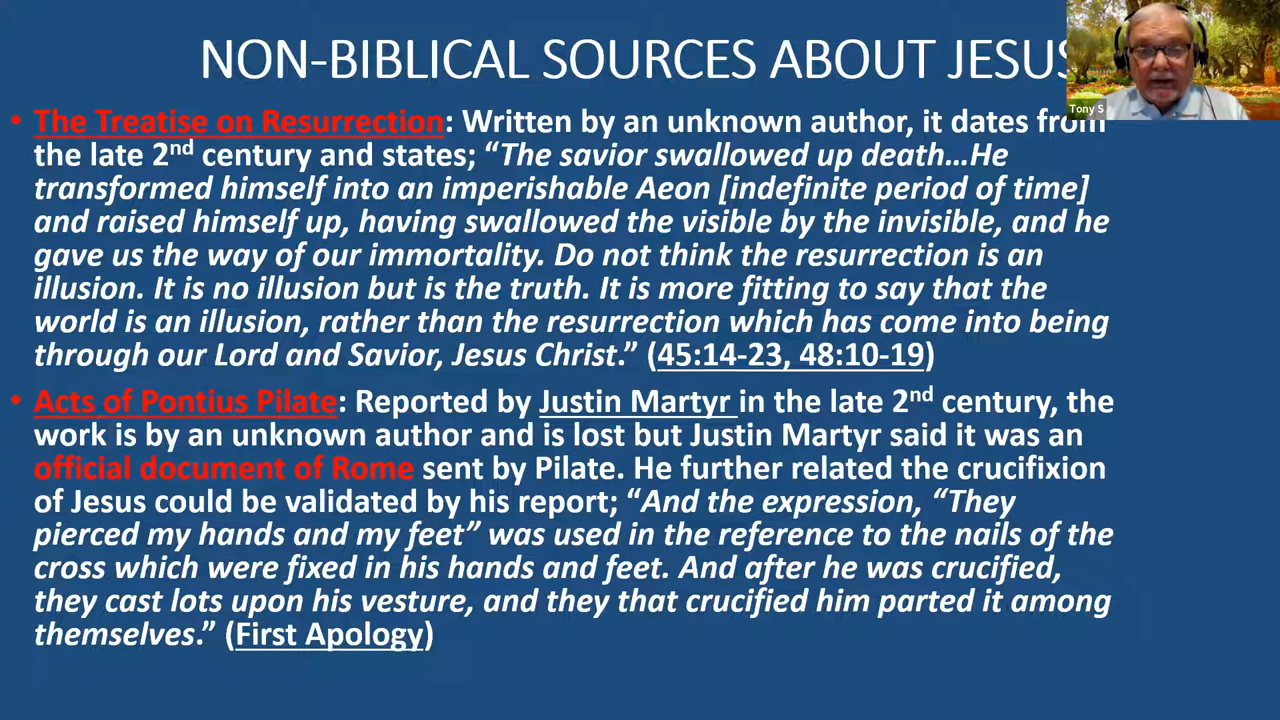 NON-BIBLICAL SOURCES ABOUT JESUS
Tony S
• The Treatise on Resurrection: Written by an unknown author, it dates from
the late 2nd century and states; “The savior swallowed up death…He
transformed himself into an imperishable Aeon [indefinite period of time]
and raised himself up, having swallowed the visible by the invisible, and he
gave us the way of our immortality. Do not think the resurrection is an
illusion. It is no illusion but is the truth. It is more fitting to say that the
world is an illusion, rather than the resurrection which has come into being
through our Lord and Savior, Jesus Christ.” (45:14-23, 48:10-19)
• Acts of Pontius Pilate: Reported by Justin Martyr in the late 2nd century, the
work is by an unknown author and is lost but Justin Martyr said it was an
official document of Rome sent by Pilate. He further related the crucifixion
of Jesus could be validated by his report; “And the expression, “They
pierced my hands and my feet” was used in the reference to the nails of the
cross which were fixed in his hands and feet. And after he was crucified,
they cast lots upon his vesture, and they that crucified him parted it among
themselves.” (First Apology)